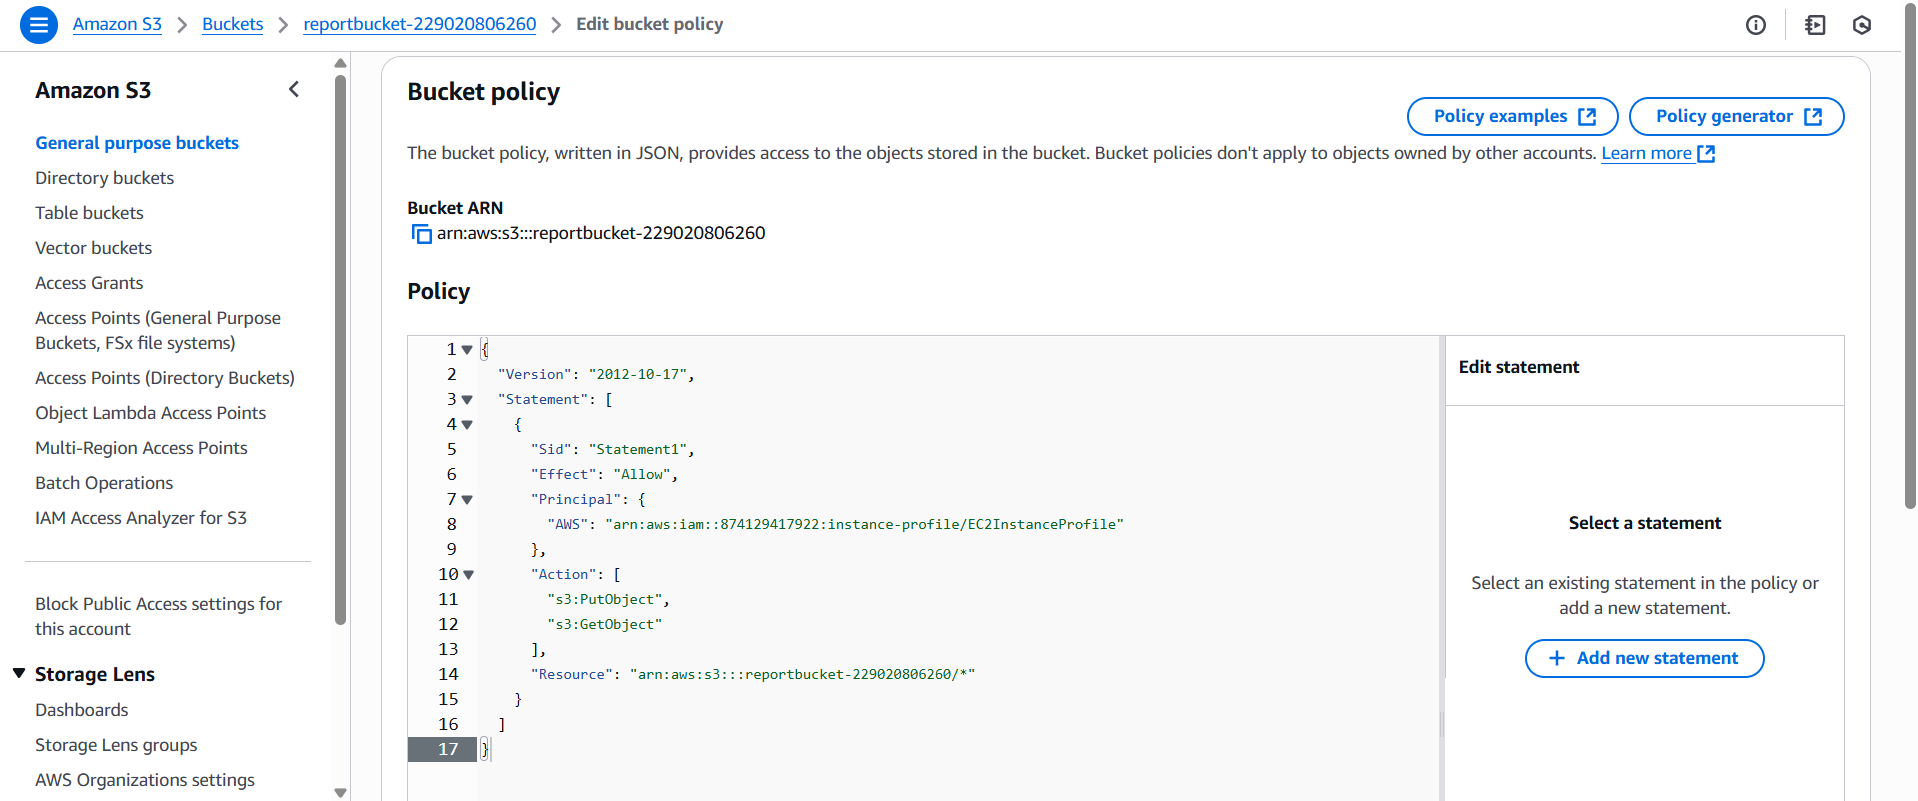 Amazon S3 > Buckets > reportbucket-229020806260 > Edit bucket policy
Amazon S3
General purpose buckets
Directory buckets
Table buckets
Vector buckets
Access Grants
Access Points (General Purpose
Buckets, FSx file systems)
Access Points (Directory Buckets)
Object Lambda Access Points
Multi-Region Access Points
Batch Operations
IAM Access Analyzer for S3
Block Public Access settings for
this account
Storage Lens
Dashboards
Storage Lens groups
AWS Organizations settings
Bucket policy
Policy examples
Policy generator
The bucket policy, written in JSON, provides access to the objects stored in the bucket. Bucket policies don't apply to objects owned by other accounts. Learn more
Bucket ARN
arn:aws:s3:::reportbucket-229020806260
Policy
1 {
2 "Version": "2012-10-17",
3 "Statement": [
4 {
5 "Sid": "Statement1",
6 "Effect": "Allow",
7 "Principal": {
8 "AWS": "arn:aws:iam::874129417922:instance-profile/EC2InstanceProfile"
9 },
10 "Action": [
11 "s3:PutObject",
12 "s3:GetObject"
13 ],
14 "Resource": "arn:aws:s3:::reportbucket-229020806260/*"
15 }
16 ]
17 }
Edit statement
Select a statement
Select an existing statement in the policy or
add a new statement.
+ Add new statement